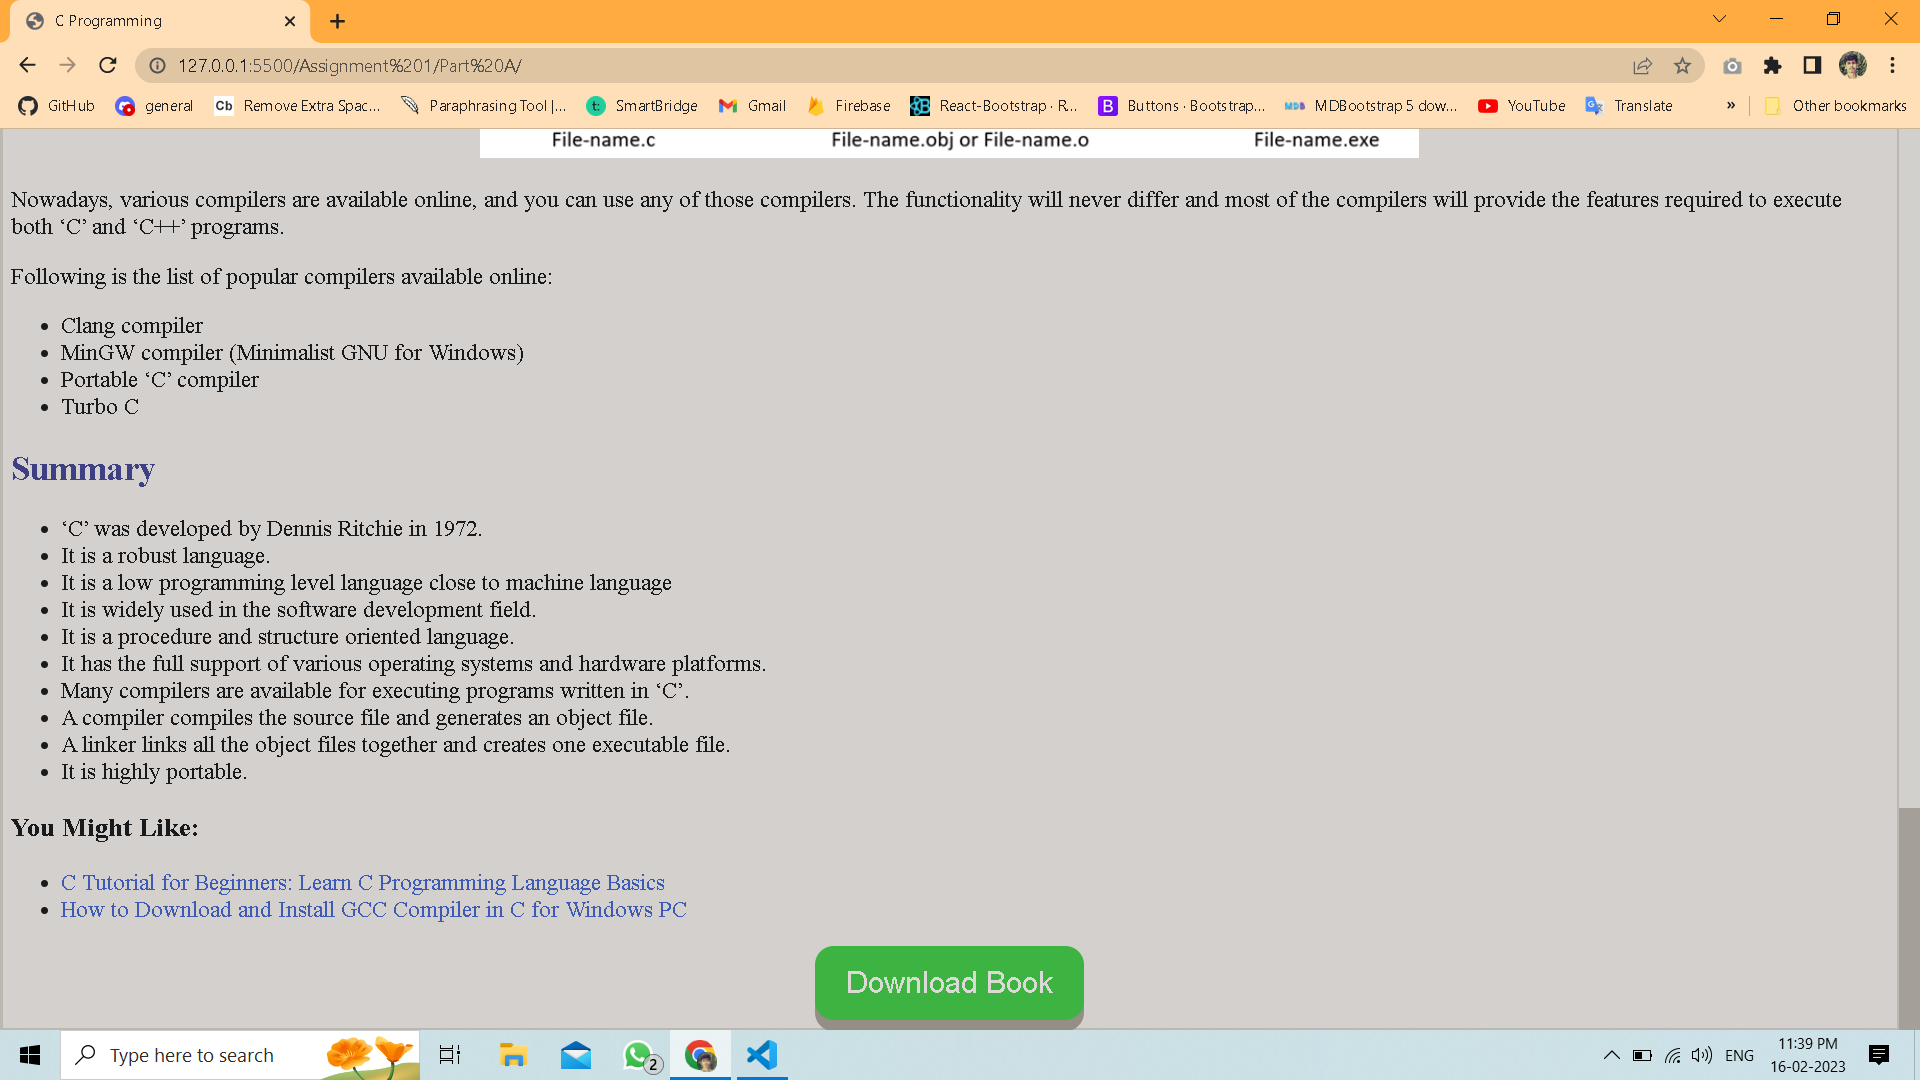 C Programming
127.0.0.1:5500/Assignment%201/Part%20A/
GitHub general Cb Remove Extra Spac... Paraphrasing Tool |... t: SmartBridge Gmail Firebase React-Bootstrap · R... B Buttons · Bootstrap... MDB MDBootstrap 5 dow... YouTube Translate » Other bookmarks
File-name.c File-name.obj or File-name.o File-name.exe
Nowadays, various compilers are available online, and you can use any of those compilers. The functionality will never differ and most of the compilers will provide the features required to execute
both ‘C’ and ‘C++’ programs.
Following is the list of popular compilers available online:
• Clang compiler
• MinGW compiler (Minimalist GNU for Windows)
• Portable ‘C’ compiler
• Turbo C
Summary
• ‘C’ was developed by Dennis Ritchie in 1972.
• It is a robust language.
• It is a low programming level language close to machine language
• It is widely used in the software development field.
• It is a procedure and structure oriented language.
• It has the full support of various operating systems and hardware platforms.
• Many compilers are available for executing programs written in ‘C’.
• A compiler compiles the source file and generates an object file.
• A linker links all the object files together and creates one executable file.
• It is highly portable.
You Might Like:
• C Tutorial for Beginners: Learn C Programming Language Basics
• How to Download and Install GCC Compiler in C for Windows PC
Download Book
Type here to search 2 ENG 11:39 PM
16-02-2023